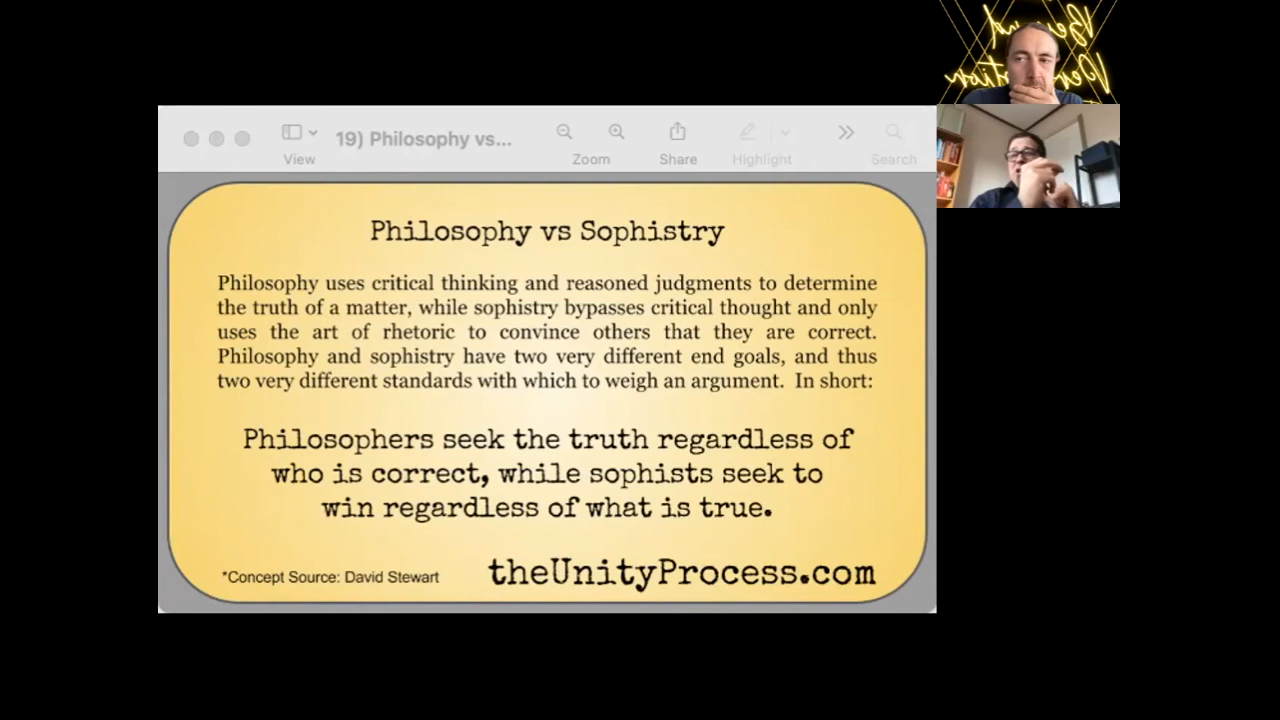 19) Philosophy vs...
View
Zoom
Share
Highlight
Search
Philosophy vs Sophistry
Philosophy uses critical thinking and reasoned judgments to determine
the truth of a matter, while sophistry bypasses critical thought and only
uses the art of rhetoric to convince others that they are correct.
Philosophy and sophistry have two very different end goals, and thus
two very different standards with which to weigh an argument. In short:
Philosophers seek the truth regardless of
who is correct, while sophists seek to
win regardless of what is true.
*Concept Source: David Stewart
theUnityProcess.com